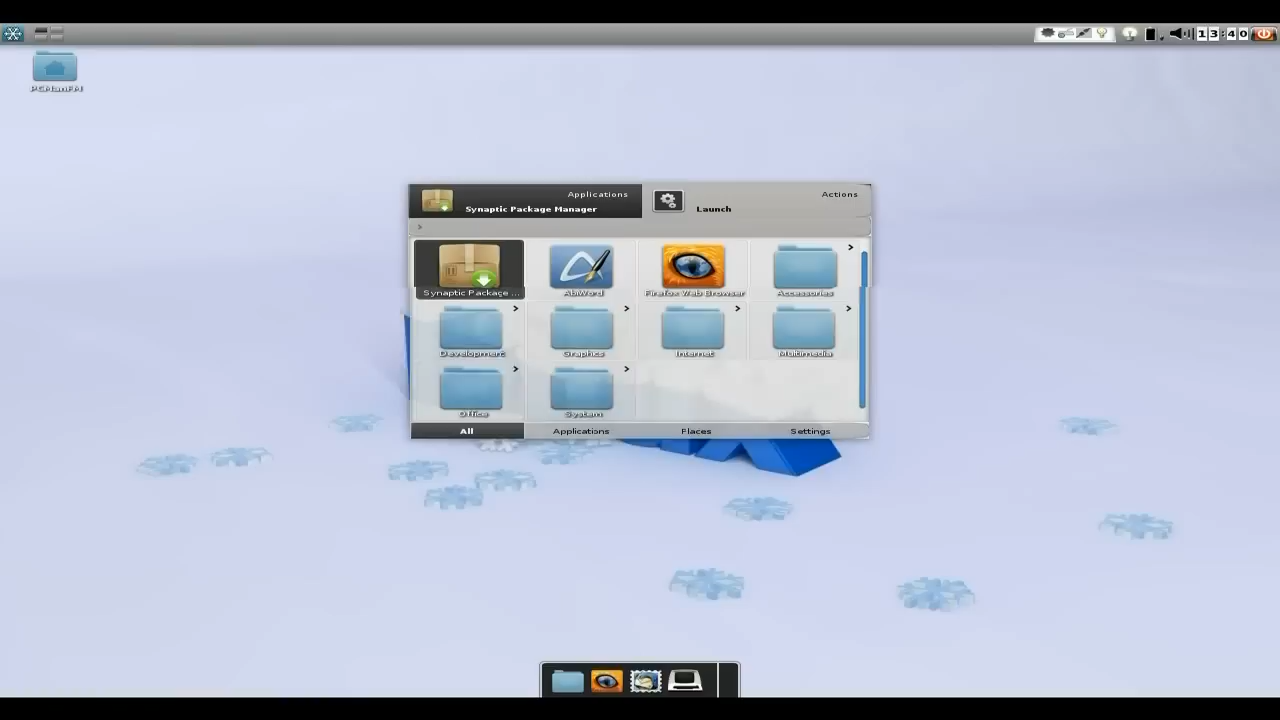 13:40
PCManFM
Applications
Synaptic Package Manager
Actions
Launch
>
Synaptic Package ...
AbiWord
Firefox Web Browser
Accessories
Development
Graphics
Internet
Multimedia
Office
System
All
Applications
Places
Settings